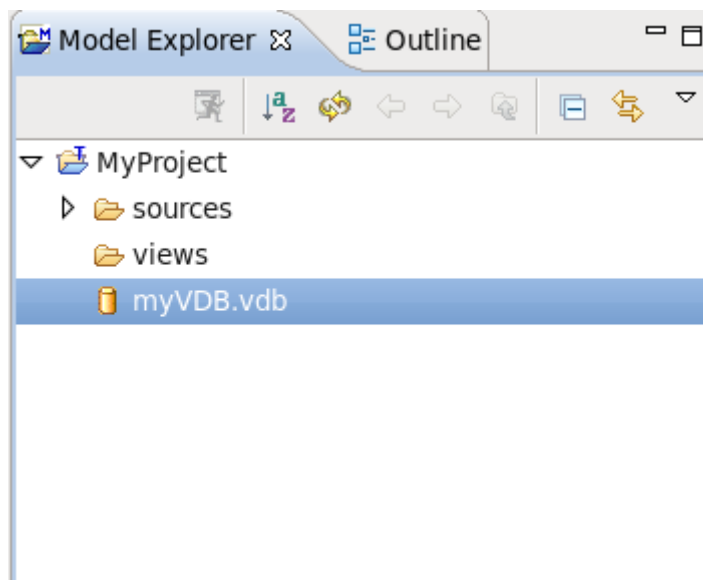 Model Explorer Outline
MyProject
sources
views
myVDB.vdb